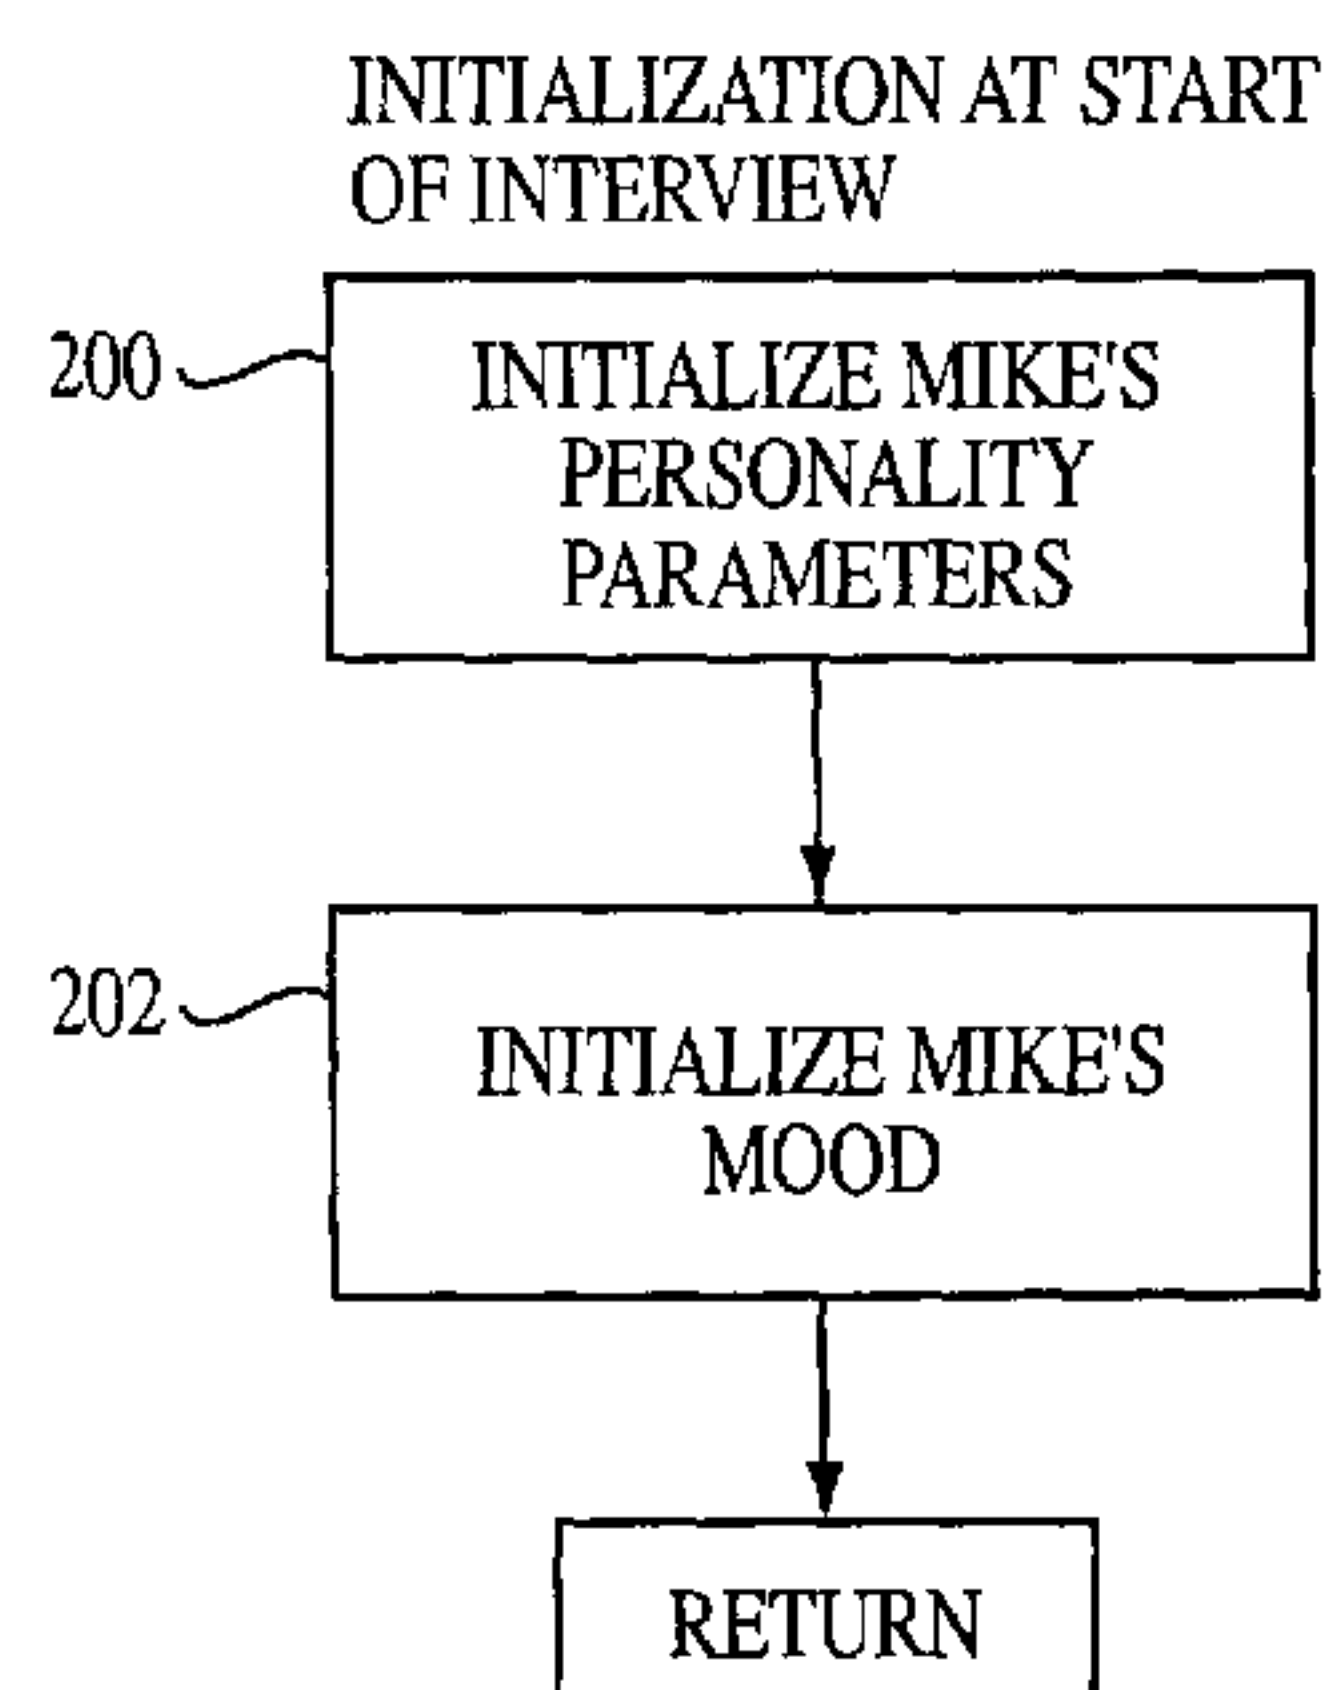 INITIALIZATION AT START
OF INTERVIEW
200
INITIALIZE MIKE'S
PERSONALITY
PARAMETERS
202
INITIALIZE MIKE'S
MOOD
RETURN